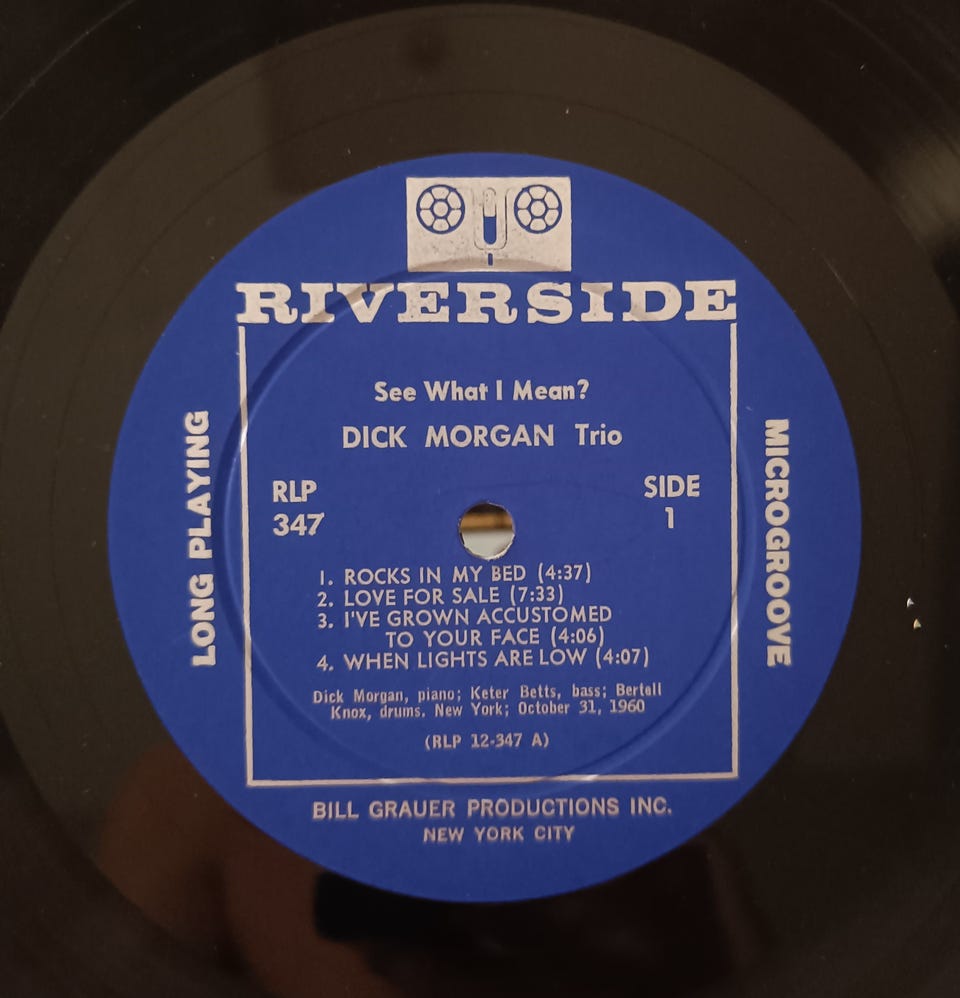 RIVERSIDE
See What I Mean?
DICK MORGAN Trio
RLP
347
SIDE
1
LONG PLAYING
MICROGROOVE
1. ROCKS IN MY BED (4:37)
2. LOVE FOR SALE (7:33)
3. I'VE GROWN ACCUSTOMED
TO YOUR FACE (4:06)
4. WHEN LIGHTS ARE LOW (4:07)
Dick Morgan, piano; Keter Betts, bass; Bertell
Knox, drums. New York; October 31, 1960
(RLP 12-347 A)
BILL GRAUER PRODUCTIONS INC.
NEW YORK CITY